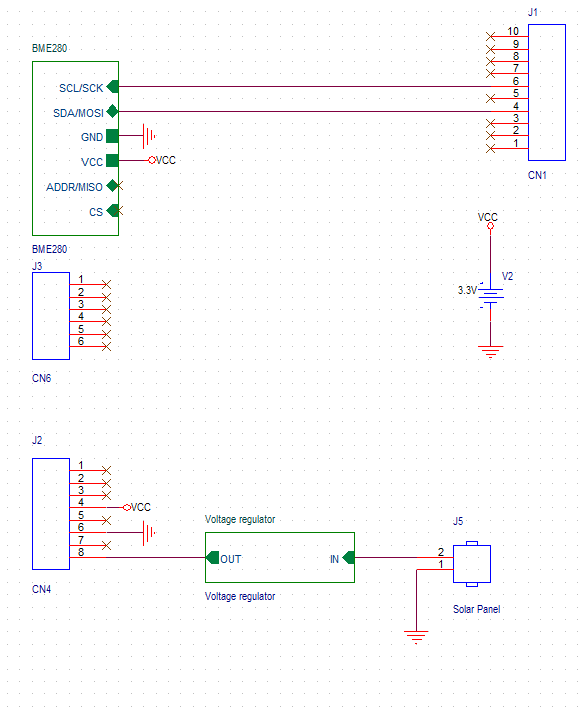 J1
BME280
10
9
8
7
SCL/SCK
6
5
SDA/MOSI
4
3
GND
2
1
VCC
VCC
CN1
ADDR/MISO
CS
VCC
BME280
J3
V2
1
3.3V
2
3
4
5
6
CN6
J2
1
2
3
4
VCC
5
6
7
8
Voltage regulator
J5
OUT
IN
2
1
CN4
Voltage regulator
Solar Panel